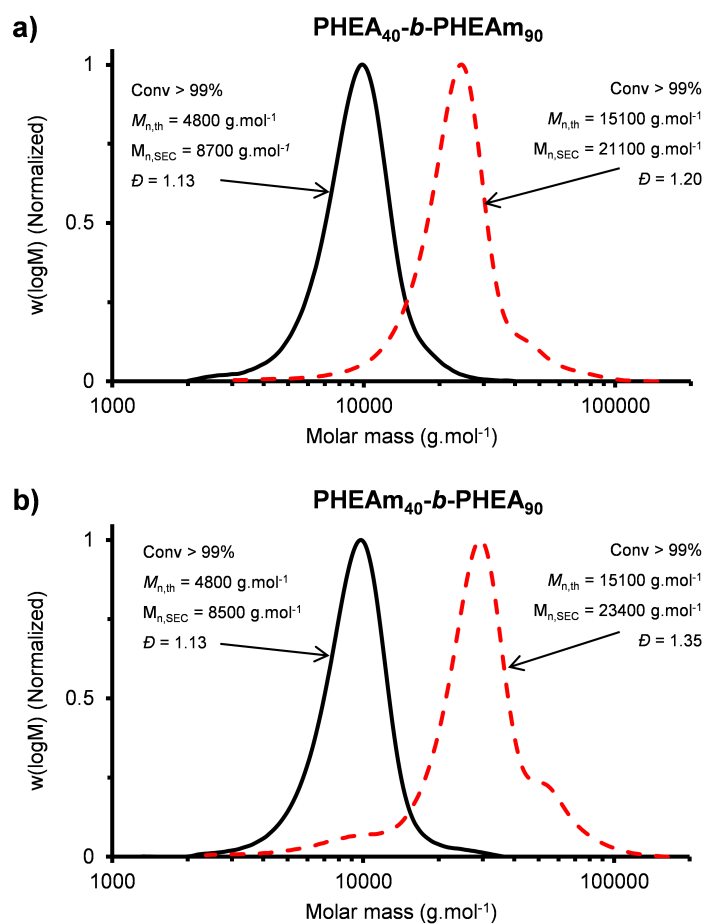 a)
PHEA₄₀-b-PHEAm₉₀
Conv > 99%
Mn,th = 4800 g.mol⁻¹
Mn,SEC = 8700 g.mol⁻¹
Đ = 1.13
Conv > 99%
Mn,th = 15100 g.mol⁻¹
Mn,SEC = 21100 g.mol⁻¹
Đ = 1.20
w(logM) (Normalized)
1
0.5
0
1000 10000 100000
Molar mass (g.mol⁻¹)
b)
PHEAm₄₀-b-PHEA₉₀
Conv > 99%
Mn,th = 4800 g.mol⁻¹
Mn,SEC = 8500 g.mol⁻¹
Đ = 1.13
Conv > 99%
Mn,th = 15100 g.mol⁻¹
Mn,SEC = 23400 g.mol⁻¹
Đ = 1.35
w(logM) (Normalized)
1
0.5
0
1000 10000 100000
Molar mass (g.mol⁻¹)